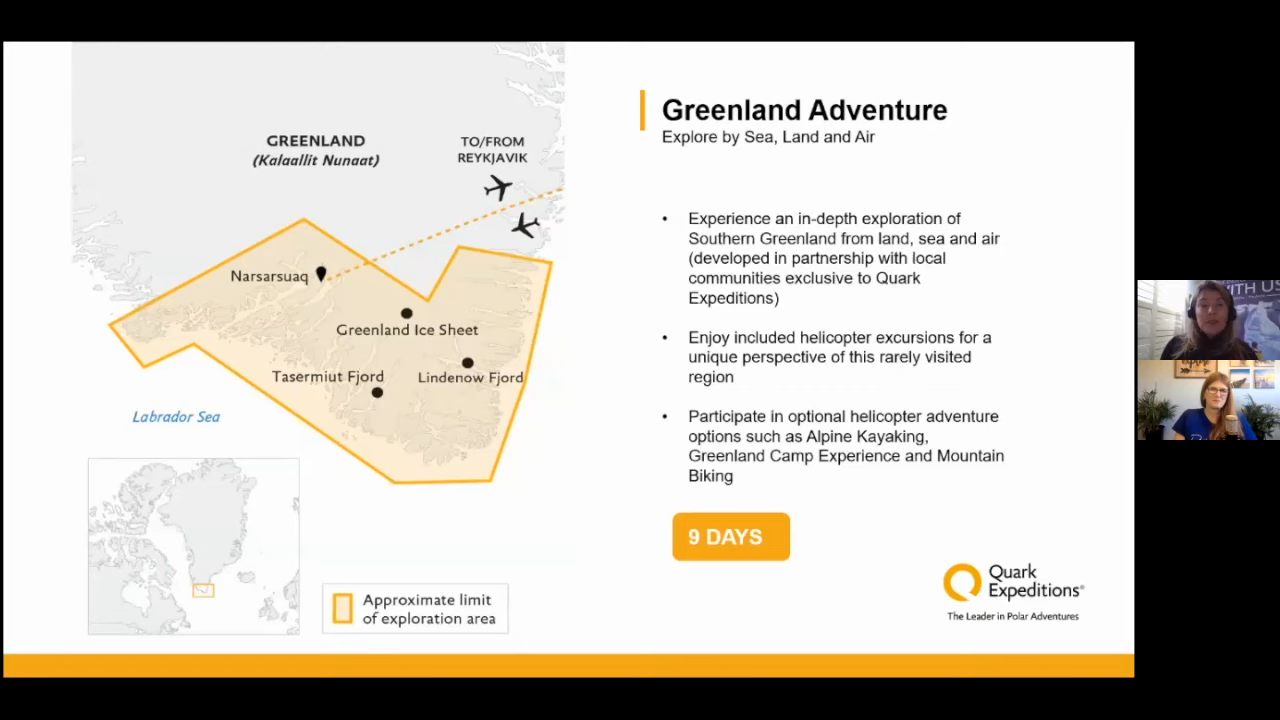 GREENLAND
(Kalaallit Nunaat)
TO/FROM
REYKJAVIK
Narsarsuaq
Greenland Ice Sheet
Tasermiut Fjord
Lindenow Fjord
Labrador Sea
Approximate limit
of exploration area
Greenland Adventure
Explore by Sea, Land and Air
• Experience an in-depth exploration of
Southern Greenland from land, sea and air
(developed in partnership with local
communities exclusive to Quark
Expeditions)
• Enjoy included helicopter excursions for a
unique perspective of this rarely visited
region
• Participate in optional helicopter adventure
options such as Alpine Kayaking,
Greenland Camp Experience and Mountain
Biking
9 DAYS
Quark
Expeditions®
The Leader in Polar Adventures
WITH US